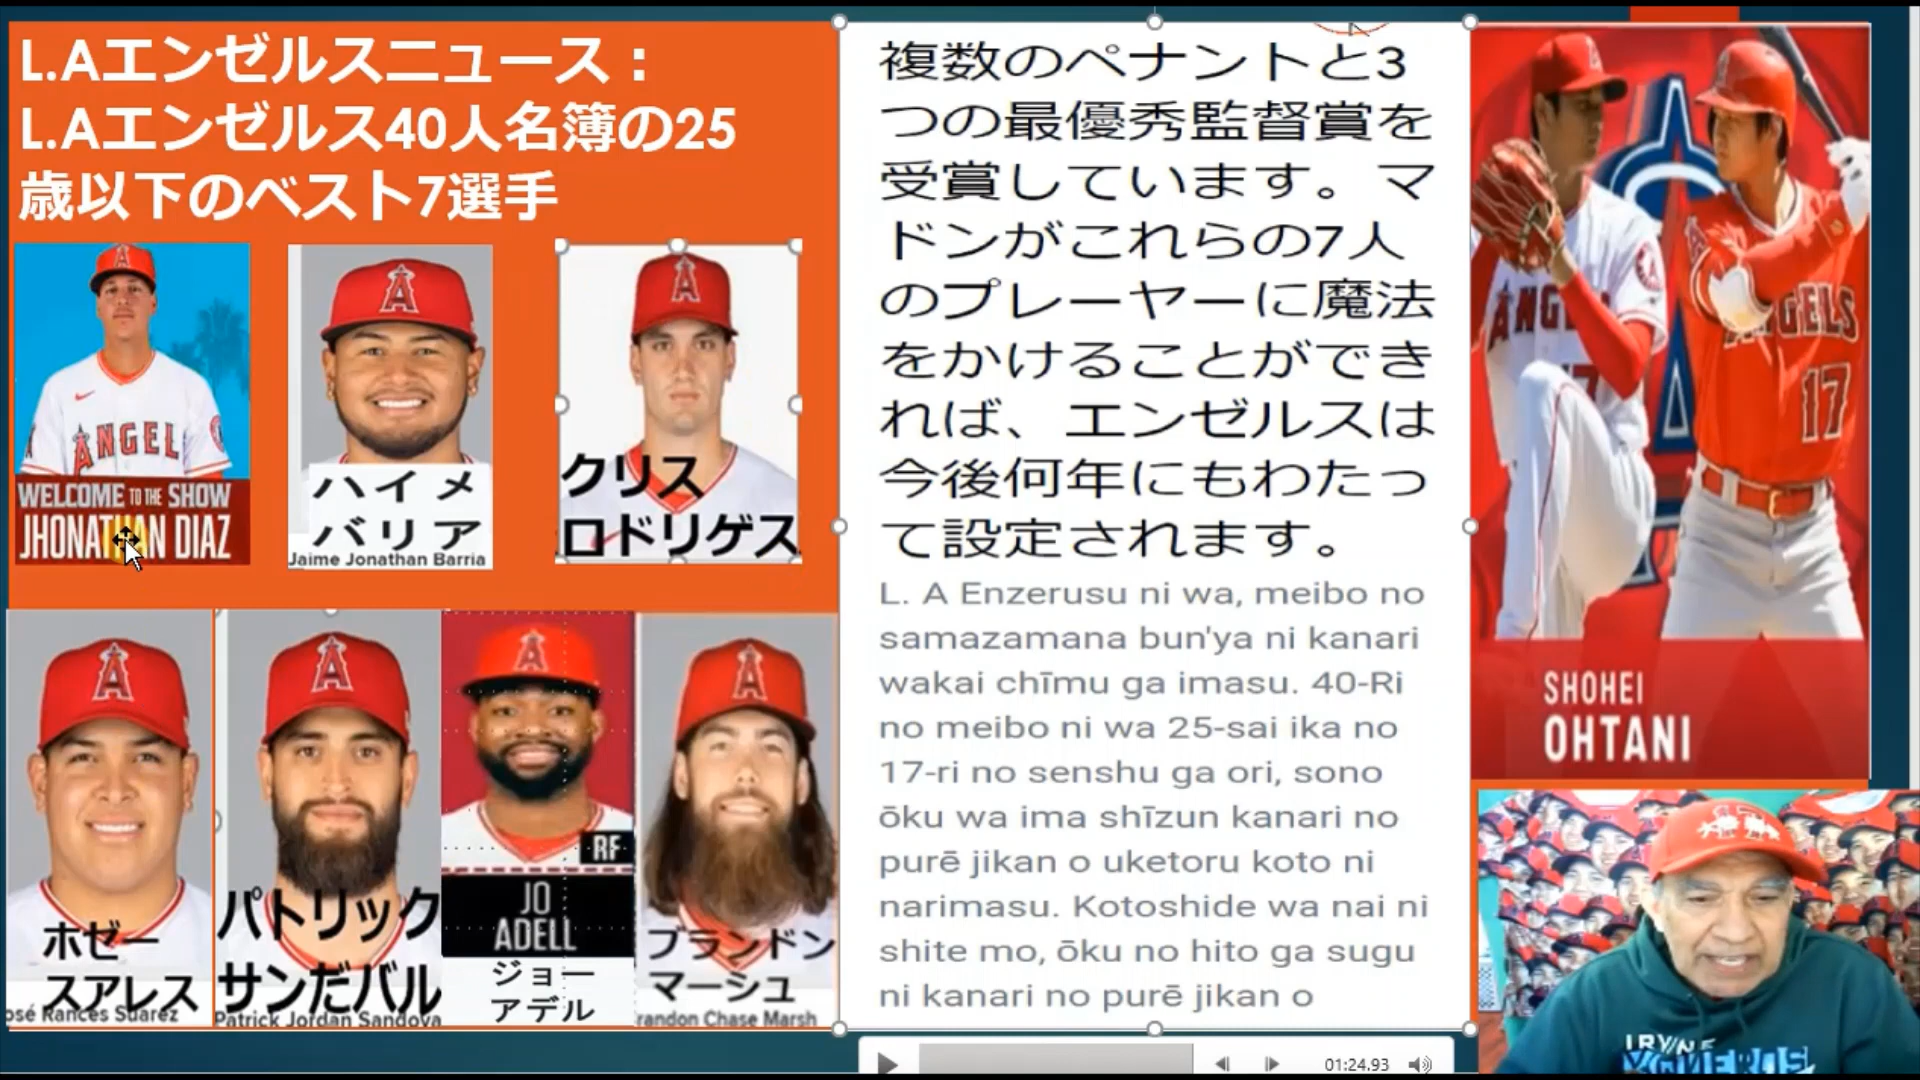 L.Aエンゼルスニュース：
L.Aエンゼルス40人名簿の25
歳以下のベスト7選手
ANGEL
WELCOME TO THE SHOW
JHONATHAN DIAZ
ハイメ
バリア
Jaime Jonathan Barria
クリス
ロドリゲス
ホゼー
スアレス
osé Rances Suarez
パトリック
サンだバル
Patrick Jordan Sandova
RF
JO
ADELL
ジョー
アデル
ブランドン
マーシュ
randon Chase Marsh
複数のペナントと3
つの最優秀監督賞を
受賞しています。マ
ドンがこれらの7人
のプレーヤーに魔法
をかけることができ
れば、エンゼルスは
今後何年にもわたっ
て設定されます。
L. A Enzerusu ni wa, meibo no
samazamana bun'ya ni kanari
wakai chīmu ga imasu. 40-Ri
no meibo ni wa 25-sai ika no
17-ri no senshu ga ori, sono
ōku wa ima shīzun kanari no
purē jikan o uketoru koto ni
narimasu. Kotoshide wa nai ni
shite mo, ōku no hito ga sugu
ni kanari no purē jikan o
01:24.93
ANGELS
17
SHOHEI
OHTANI
IRVINE